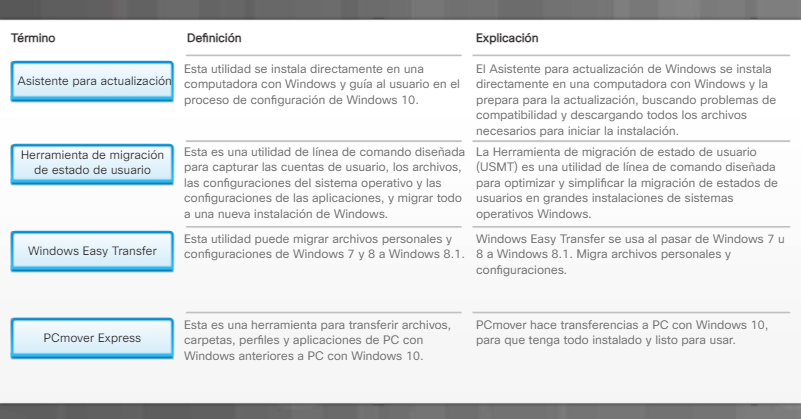 Término
Definición
Explicación
Asistente para actualización
Esta utilidad se instala directamente en una
computadora con Windows y guía al usuario en el
proceso de configuración de Windows 10.
El Asistente para actualización de Windows se instala
directamente en una computadora con Windows y la
prepara para la actualización, buscando problemas de
compatibilidad y descargando todos los archivos
necesarios para iniciar la instalación.
Herramienta de migración
de estado de usuario
Esta es una utilidad de línea de comando diseñada
para capturar las cuentas de usuario, los archivos,
las configuraciones del sistema operativo y las
configuraciones de las aplicaciones, y migrar todo
a una nueva instalación de Windows.
La Herramienta de migración de estado de usuario
(USMT) es una utilidad de línea de comando diseñada
para optimizar y simplificar la migración de estados de
usuarios en grandes instalaciones de sistemas
operativos Windows.
Windows Easy Transfer
Esta utilidad puede migrar archivos personales y
configuraciones de Windows 7 y 8 a Windows 8.1.
Windows Easy Transfer se usa al pasar de Windows 7 u
8 a Windows 8.1. Migra archivos personales y
configuraciones.
PCmover Express
Esta es una herramienta para transferir archivos,
carpetas, perfiles y aplicaciones de PC con
Windows anteriores a PC con Windows 10.
PCmover hace transferencias a PC con Windows 10,
para que tenga todo instalado y listo para usar.